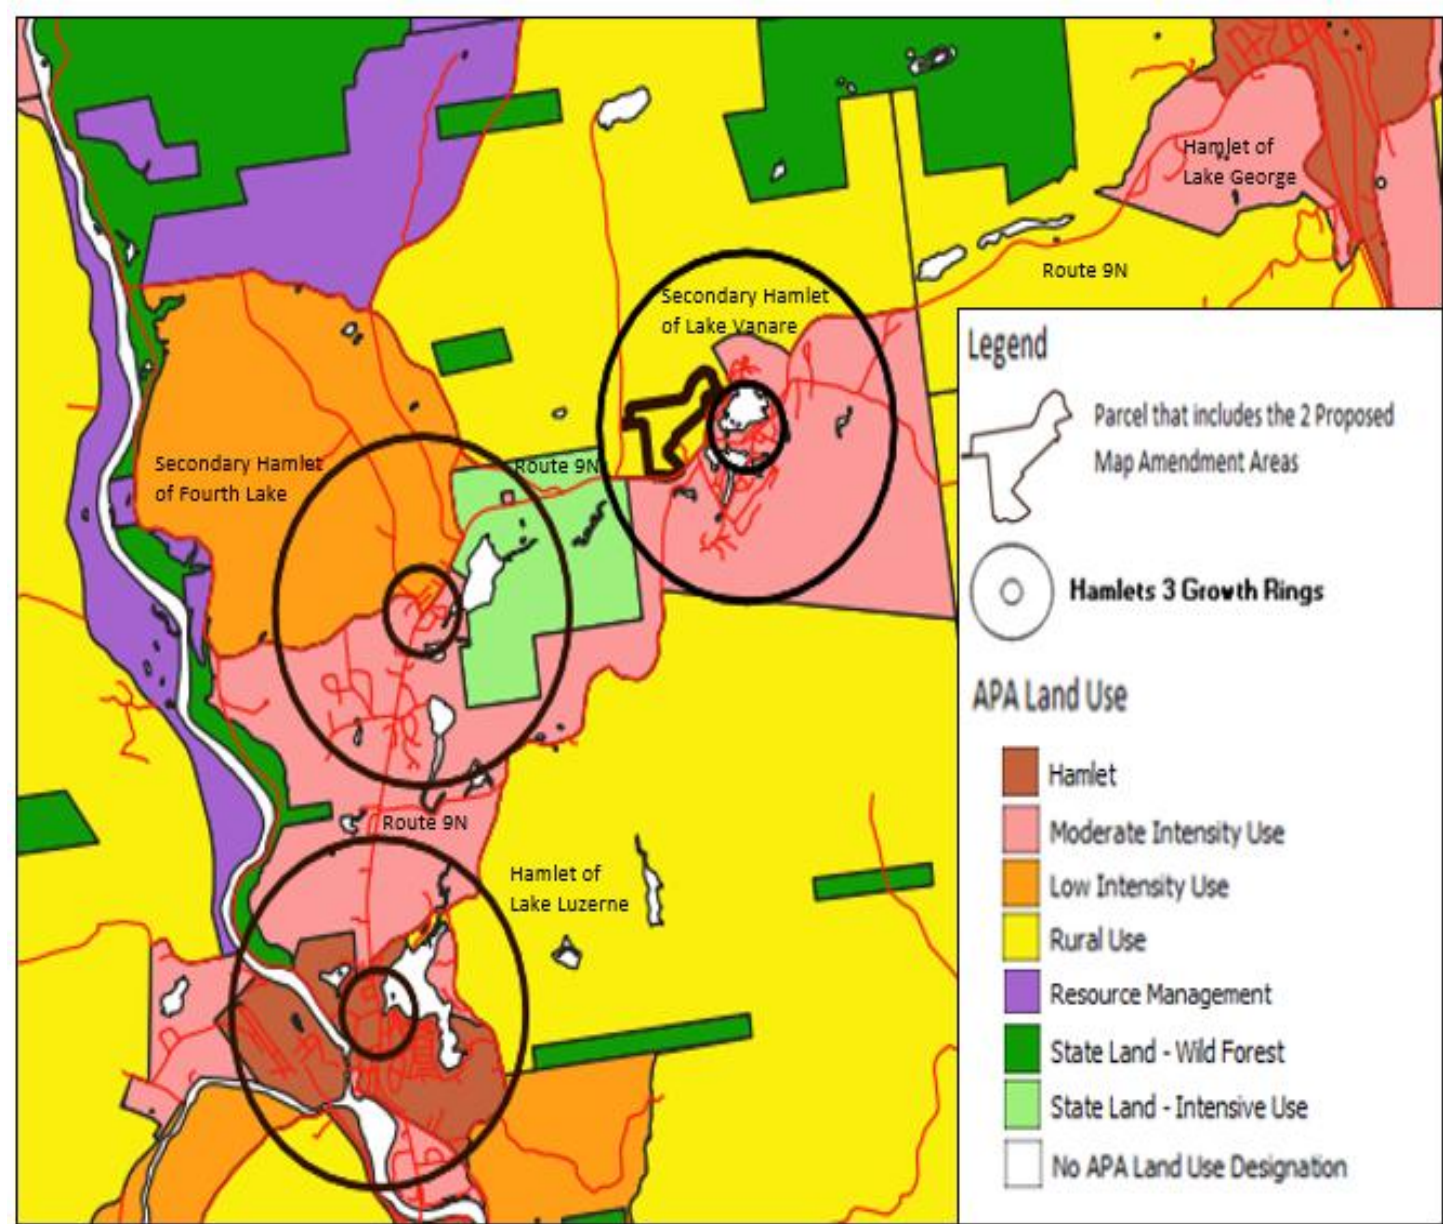 Hamlet of
Lake George
Route 9N
Secondary Hamlet
of Lake Vanare
Secondary Hamlet
of Fourth Lake
Route 9N
Route 9N
Hamlet of
Lake Luzerne
Legend
Parcel that includes the 2 Proposed
Map Amendment Areas
Hamlets 3 Growth Rings
APA Land Use
Hamlet
Moderate Intensity Use
Low Intensity Use
Rural Use
Resource Management
State Land - Wild Forest
State Land - Intensive Use
No APA Land Use Designation